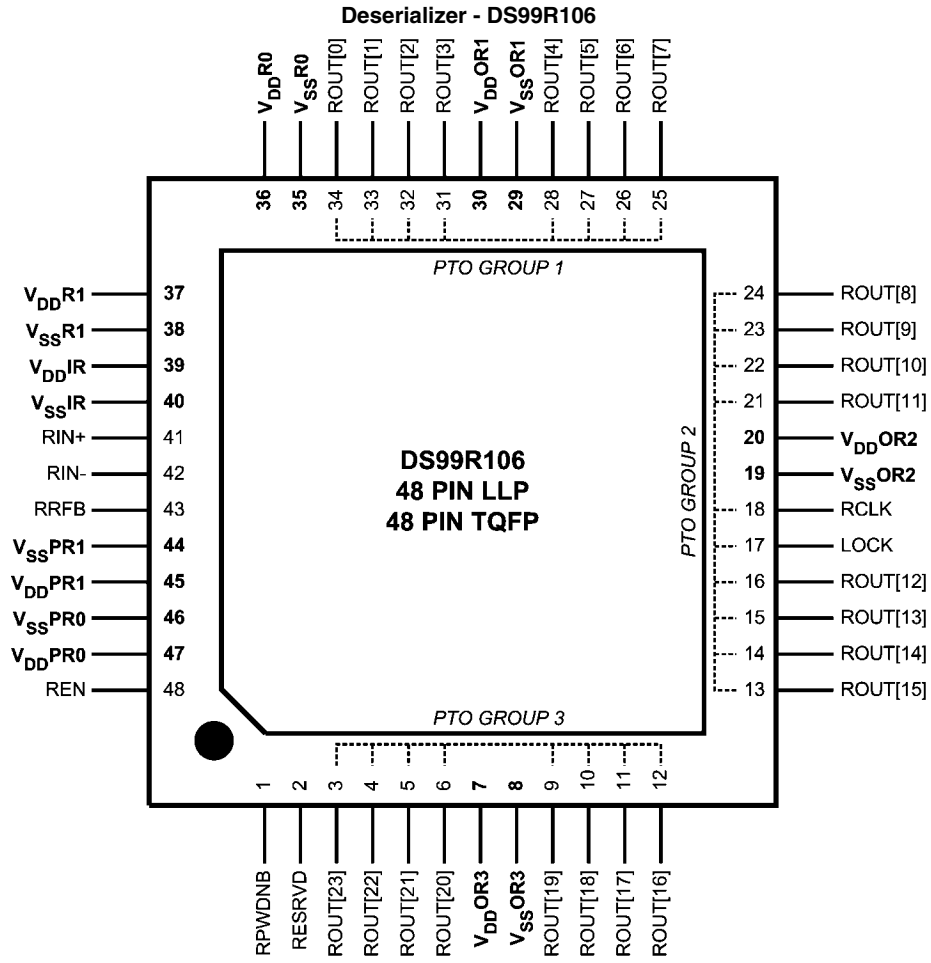 Deserializer - DS99R106
VDDR0
VSSR0
ROUT[0]
ROUT[1]
ROUT[2]
ROUT[3]
VDDOR1
VSSOR1
ROUT[4]
ROUT[5]
ROUT[6]
ROUT[7]
36
35
34
33
32
31
30
29
28
27
26
25
PTO GROUP 1
VDDR1 37
VSSR1 38
VDDIR 39
VSSIR 40
RIN+ 41
RIN- 42
RRFB 43
VSSPR1 44
VDDPR1 45
VSSPR0 46
VDDPR0 47
REN 48
DS99R106
48 PIN LLP
48 PIN TQFP
PTO GROUP 2
24 ROUT[8]
23 ROUT[9]
22 ROUT[10]
21 ROUT[11]
20 VDDOR2
19 VSSOR2
18 RCLK
17 LOCK
16 ROUT[12]
15 ROUT[13]
14 ROUT[14]
13 ROUT[15]
PTO GROUP 3
1
2
3
4
5
6
7
8
9
10
11
12
RPWDNB
RESRVD
ROUT[23]
ROUT[22]
ROUT[21]
ROUT[20]
VDDOR3
VSSOR3
ROUT[19]
ROUT[18]
ROUT[17]
ROUT[16]